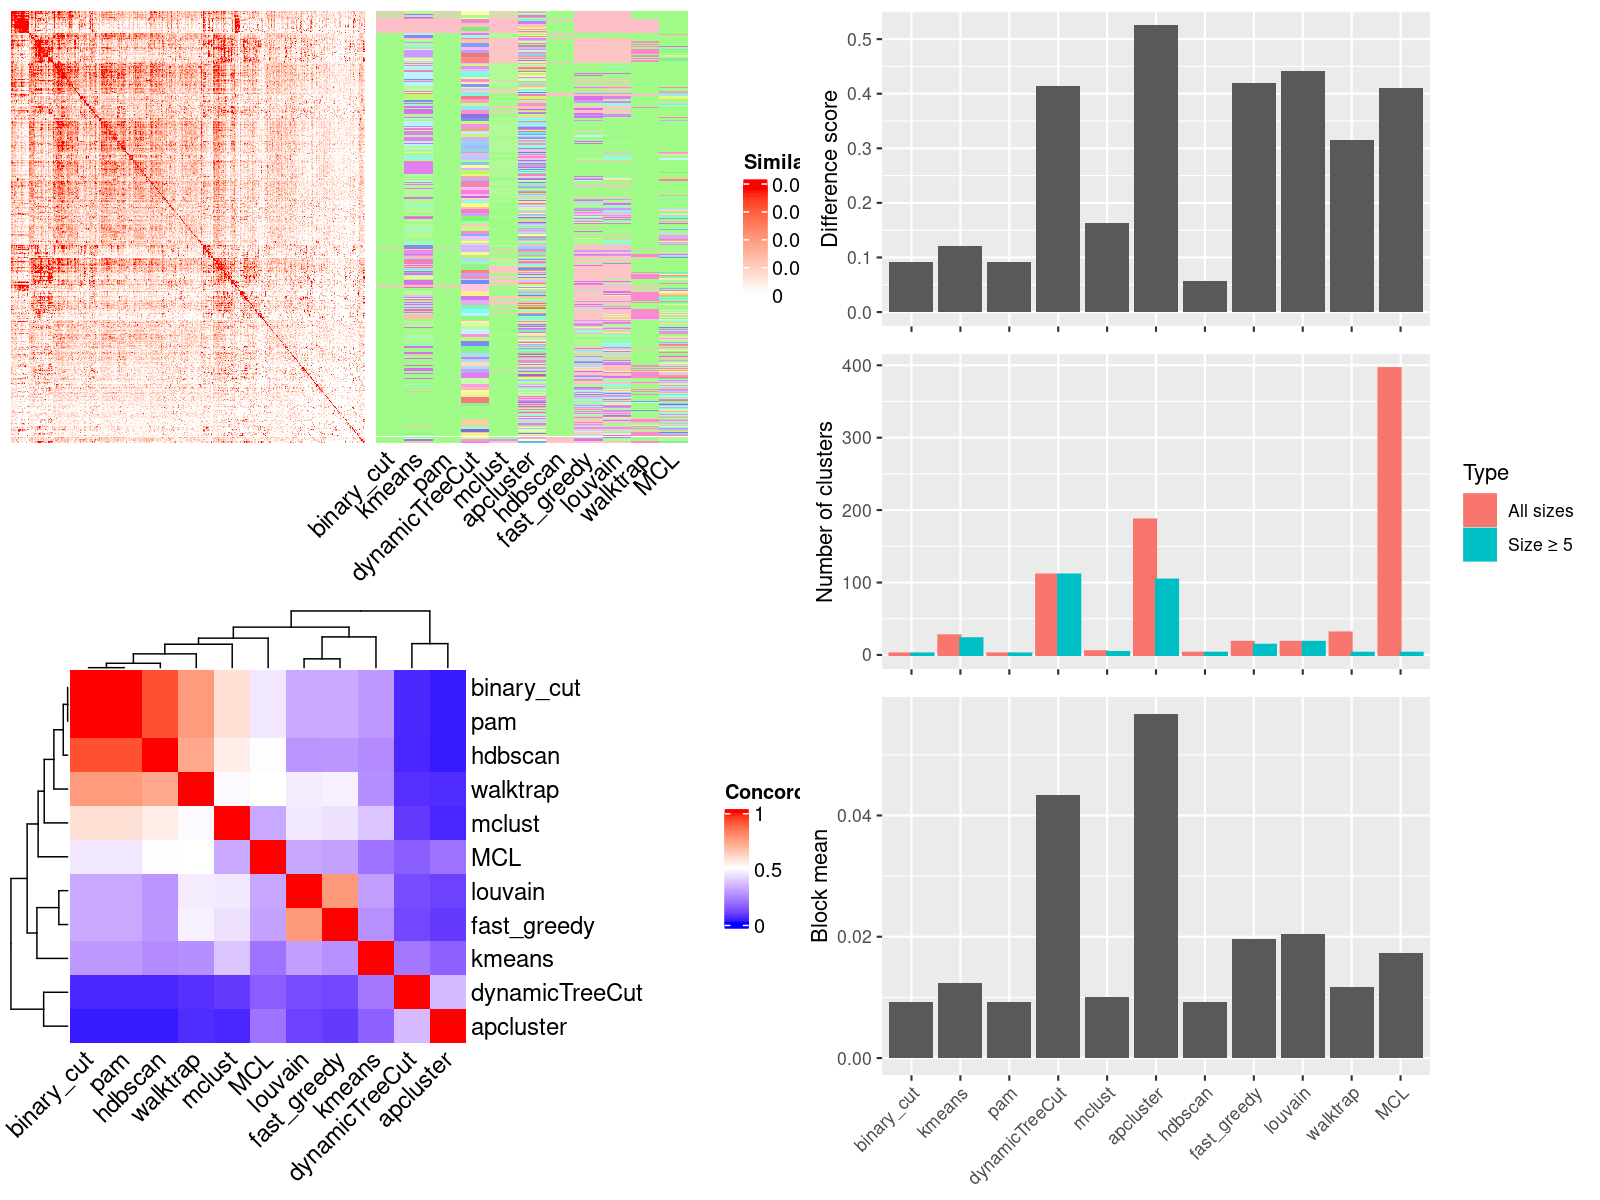 Simila
0.0
0.0
0.0
0.0
0
binary_cut
kmeans
pam
dynamicTreeCut
mclust
apcluster
hdbscan
fast_greedy
louvain
walktrap
MCL
binary_cut
pam
hdbscan
walktrap
mclust
MCL
louvain
fast_greedy
kmeans
dynamicTreeCut
apcluster
binary_cut
pam
hdbscan
walktrap
mclust
MCL
louvain
fast_greedy
kmeans
dynamicTreeCut
apcluster
Concord
1
0.5
0
Difference score
0.5
0.4
0.3
0.2
0.1
0.0
Number of clusters
400
300
200
100
0
Type
All sizes
Size ≥ 5
Block mean
0.04
0.02
0.00
binary_cut
kmeans
pam
dynamicTreeCut
mclust
apcluster
hdbscan
fast_greedy
louvain
walktrap
MCL